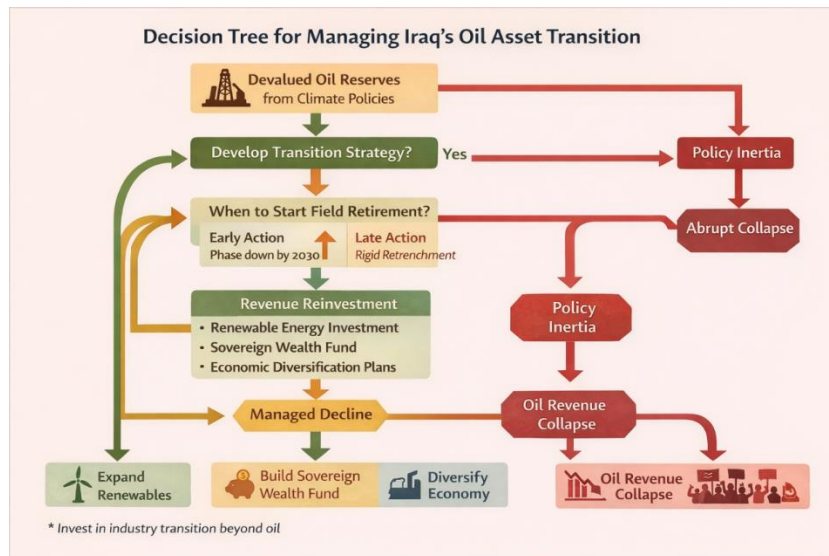 Decision Tree for Managing Iraq's Oil Asset Transition
Devalued Oil Reserves
from Climate Policies
Develop Transition Strategy?
Yes
Policy Inertia
When to Start Field Retirement?
Early Action
Phase down by 2030
Late Action
Rigid Retrenchment
Abrupt Collapse
Revenue Reinvestment
• Renewable Energy Investment
• Sovereign Wealth Fund
• Economic Diversification Plans
Policy
Inertia
Managed Decline
Oil Revenue
Collapse
Expand
Renewables
Build Sovereign
Wealth Fund
Diversify
Economy
Oil Revenue
Collapse
* Invest in industry transition beyond oil